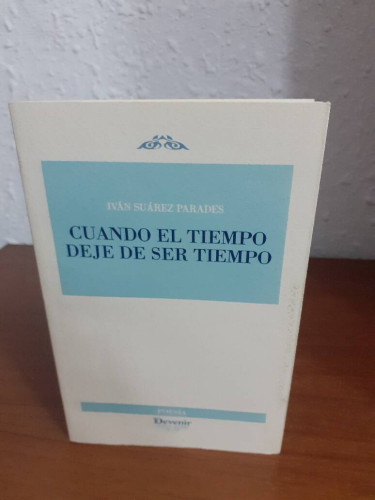 IVÁN SUÁREZ PARADES
CUANDO EL TIEMPO
DEJE DE SER TIEMPO
POESÍA
Devenir